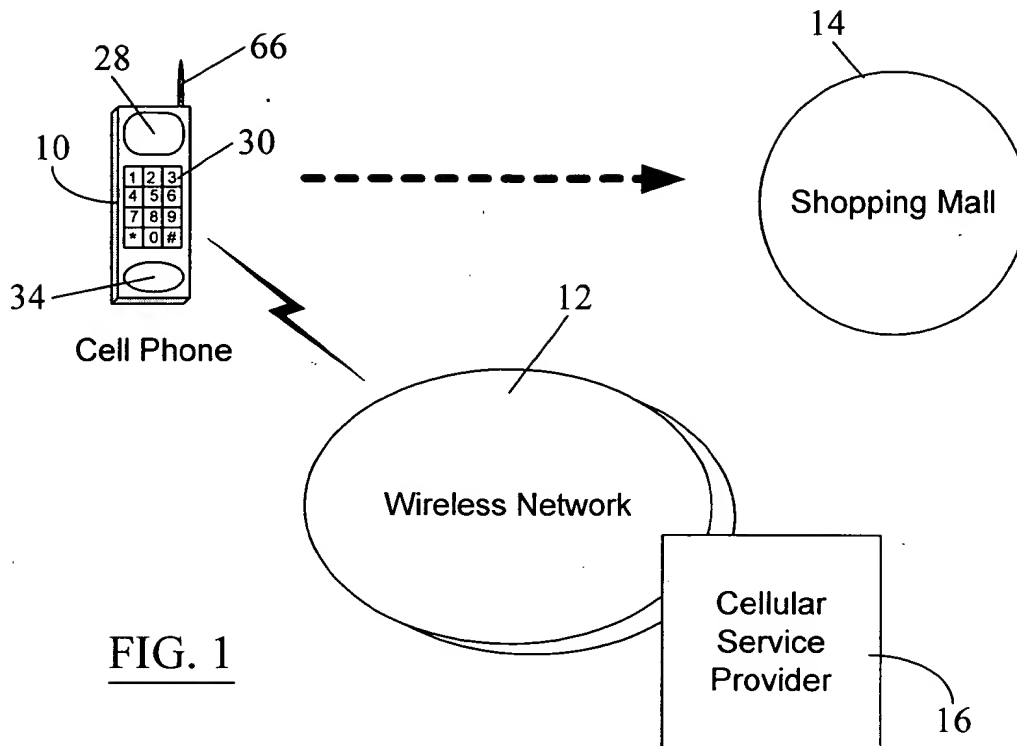 14
66
28
10
30
1 2 3
4 5 6
7 8 9
* 0 #
Shopping Mall
34
12
Cell Phone
Wireless Network
Cellular
Service
Provider
FIG. 1
16